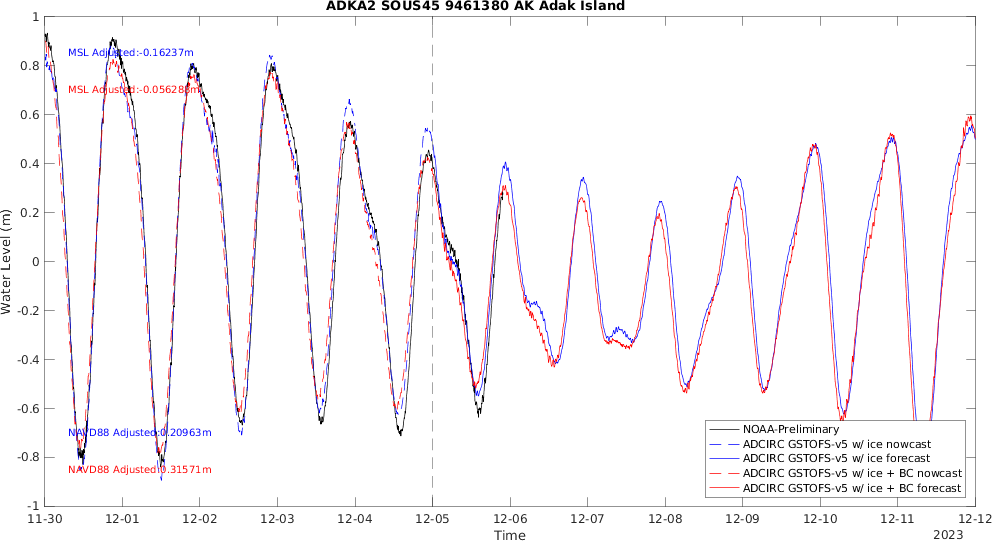 ADKA2 SOUS45 9461380 AK Adak Island
1
0.8
0.6
0.4
0.2
0
-0.2
-0.4
-0.6
-0.8
-1
Water Level (m)
MSL Adjusted:-0.16237m
MSL Adjusted:-0.056283m
NAVD88 Adjusted:0.20963m
NAVD88 Adjusted:0.31571m
NOAA-Preliminary
ADCIRC GSTOFS-v5 w/ ice nowcast
ADCIRC GSTOFS-v5 w/ ice forecast
ADCIRC GSTOFS-v5 w/ ice + BC nowcast
ADCIRC GSTOFS-v5 w/ ice + BC forecast
11-30 12-01 12-02 12-03 12-04 12-05 12-06 12-07 12-08 12-09 12-10 12-11 12-12
Time
2023